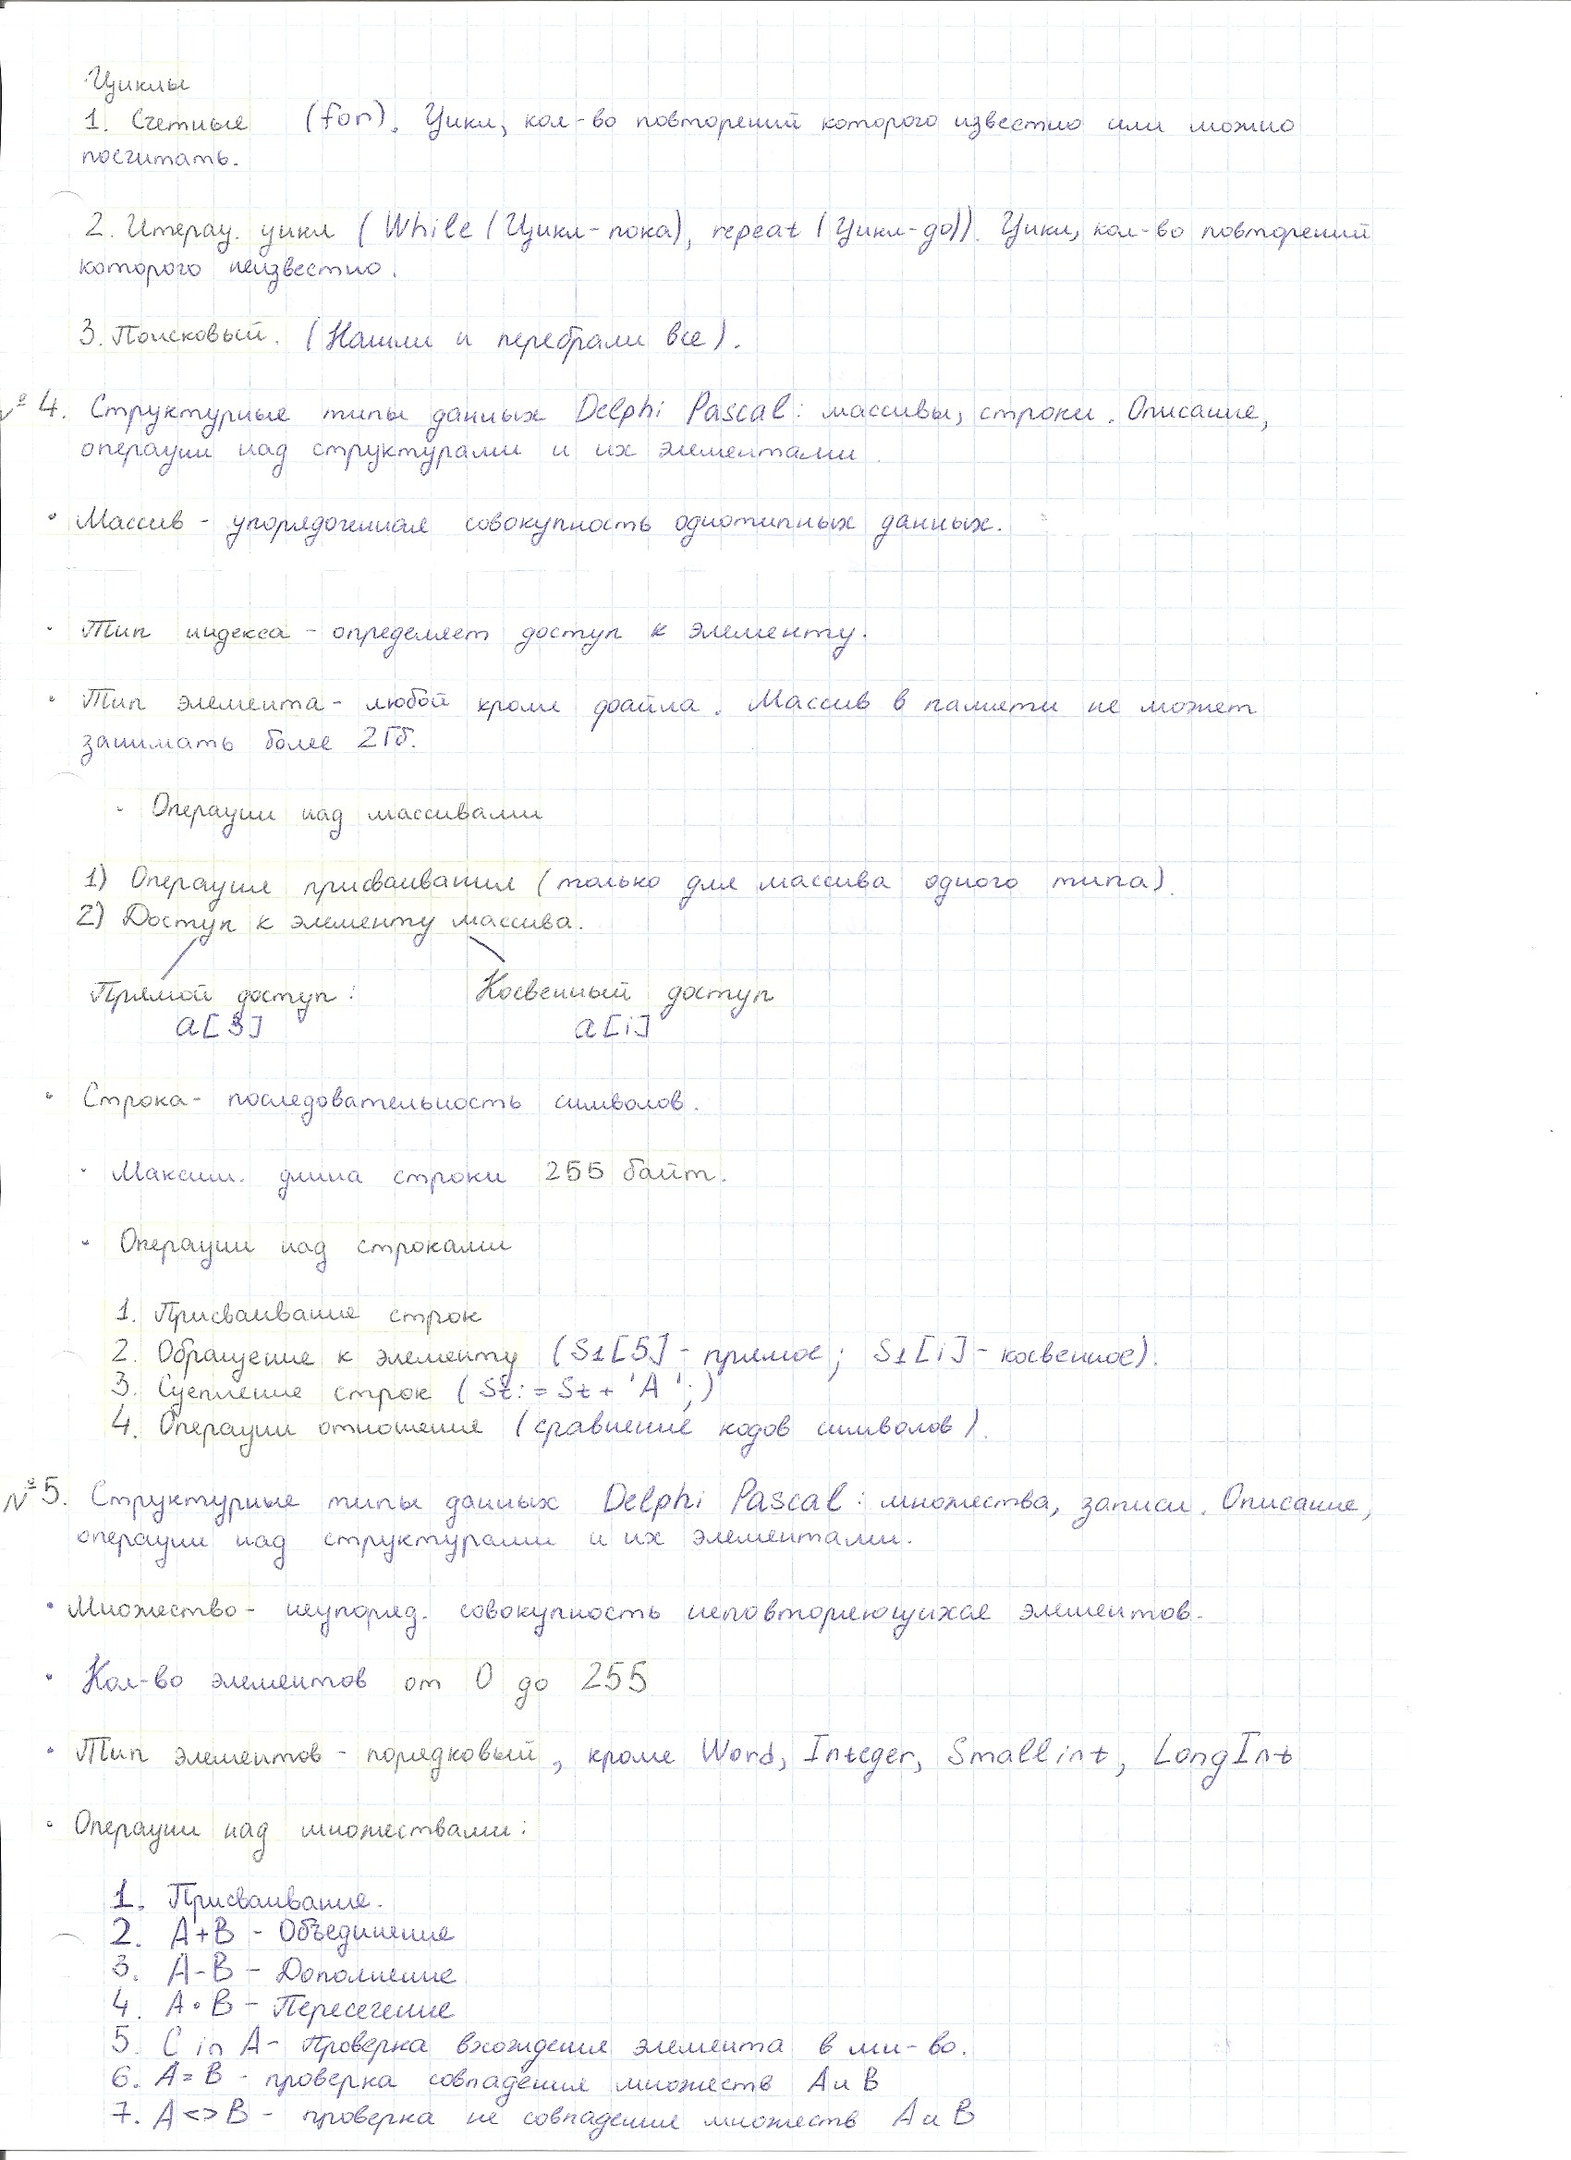 Циклы
1. Счетные (for). Цикл, кол-во повторений которого известно или можно
посчитать.
2. Итерац. цикл (While (Цикл-пока), repeat (Цикл-до)). Цикл, кол-во повторений
которого неизвестно.
3. Поисковый. (Нашли и перебрали все).
№4. Структурные типы данных Delphi Pascal: массивы, строки. Описание,
операции над структурами и их элементами.
• Массив - упорядоченная совокупность однотипных данных.
• Тип индекса - определяет доступ к элементу.
• Тип элемента - любой кроме файла. Массив в памяти не может
занимать более 2Гб.
• Операции над массивами
1) Операция присваивания (только для массива одного типа).
2) Доступ к элементу массива.
Прямой доступ: Косвенный доступ
a[3] a[i]
• Строка - последовательность символов.
• Максим. длина строки 255 байт.
• Операции над строками
1. Присваивание строк
2. Обращение к элементу (S1[5] - прямое; S1[i] - косвенное).
3. Сцепление строк (St:=St+'A';)
4. Операции отношения (сравнение кодов символов).
№5. Структурные типы данных Delphi Pascal: множества, записи. Описание,
операции над структурами и их элементами.
• Множество - неупоряд. совокупность неповторяющихся элементов.
• Кол-во элементов от 0 до 255
• Тип элементов - порядковый, кроме Word, Integer, Smallint, LongInt
• Операции над множествами:
1. Присваивание.
2. A+B - Объединение
3. A-B - Дополнение
4. A•B - Пересечение
5. C in A - Проверка вхождения элемента в мн-во.
6. A=B - проверка совпадения множеств A и B
7. A<>B - проверка не совпадение множеств A и B